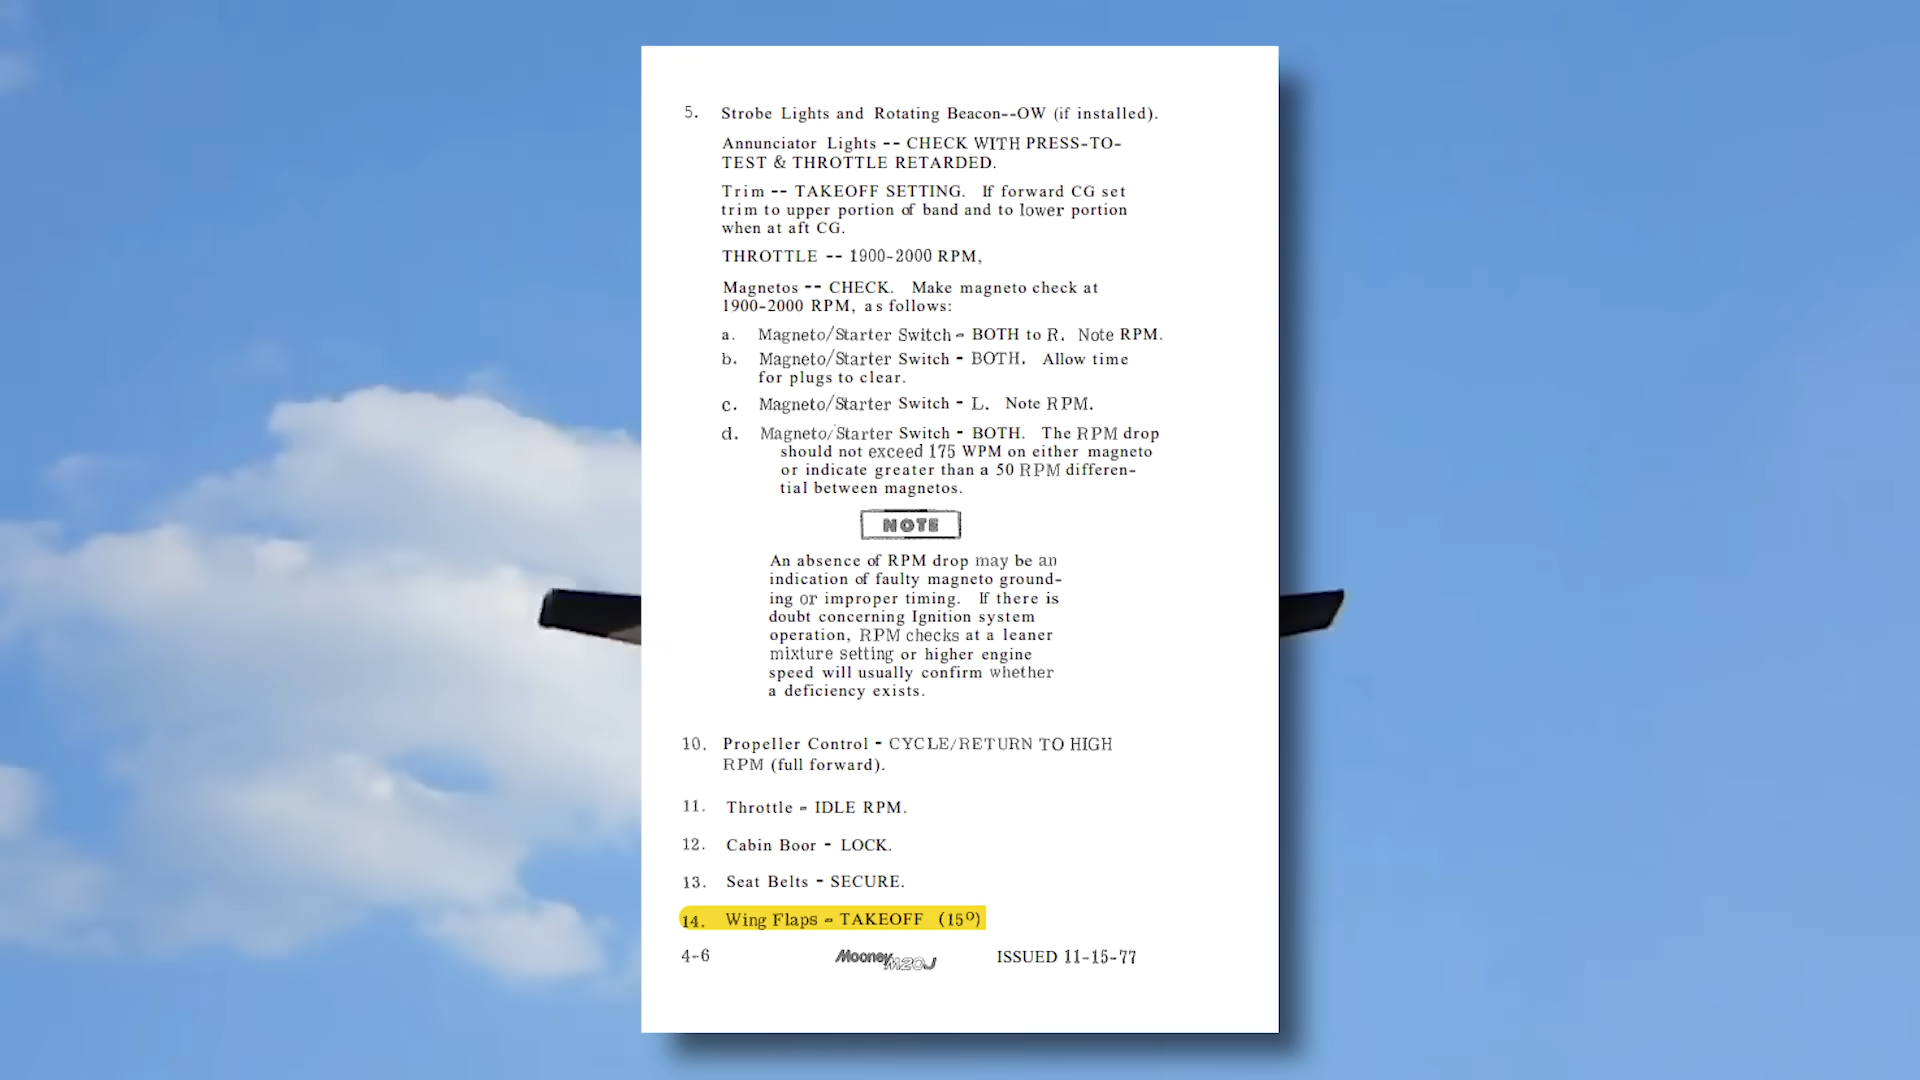 5. Strobe Lights and Rotating Beacon--OW (if installed).
Annunciator Lights -- CHECK WITH PRESS-TO-
TEST & THROTTLE RETARDED.
Trim -- TAKEOFF SETTING. If forward CG set
trim to upper portion of band and to lower portion
when at aft CG.
THROTTLE -- 1900-2000 RPM,
Magnetos -- CHECK. Make magneto check at
1900-2000 RPM, as follows:
a. Magneto/Starter Switch - BOTH to R. Note RPM.
b. Magneto/Starter Switch - BOTH. Allow time
for plugs to clear.
c. Magneto/Starter Switch - L. Note RPM.
d. Magneto/Starter Switch - BOTH. The RPM drop
should not exceed 175 WPM on either magneto
or indicate greater than a 50 RPM differen-
tial between magnetos.
NOTE
An absence of RPM drop may be an
indication of faulty magneto ground-
ing or improper timing. If there is
doubt concerning Ignition system
operation, RPM checks at a leaner
mixture setting or higher engine
speed will usually confirm whether
a deficiency exists.
10. Propeller Control - CYCLE/RETURN TO HIGH
RPM (full forward).
11. Throttle - IDLE RPM.
12. Cabin Boor - LOCK.
13. Seat Belts - SECURE.
14. Wing Flaps - TAKEOFF (15º)
4-6 Mooney M20J ISSUED 11-15-77